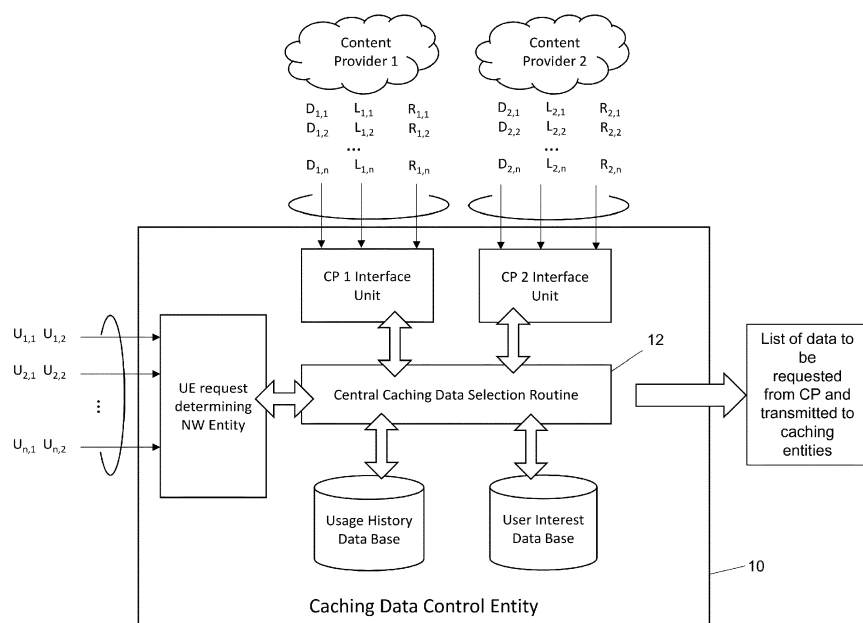 Content
Provider 1
Content
Provider 2
D1,1 L1,1 R1,1
D1,2 L1,2 R1,2
...
D1,n L1,n R1,n
D2,1 L2,1 R2,1
D2,2 L2,2 R2,2
...
D2,n L2,n R2,n
CP 1 Interface
Unit
CP 2 Interface
Unit
U1,1 U1,2
U2,1 U2,2
...
Un,1 Un,2
UE request
determining
NW Entity
Central Caching Data Selection Routine
12
List of data to
be
requested
from CP and
transmitted to
caching
entities
Usage History
Data Base
User Interest
Data Base
10
Caching Data Control Entity